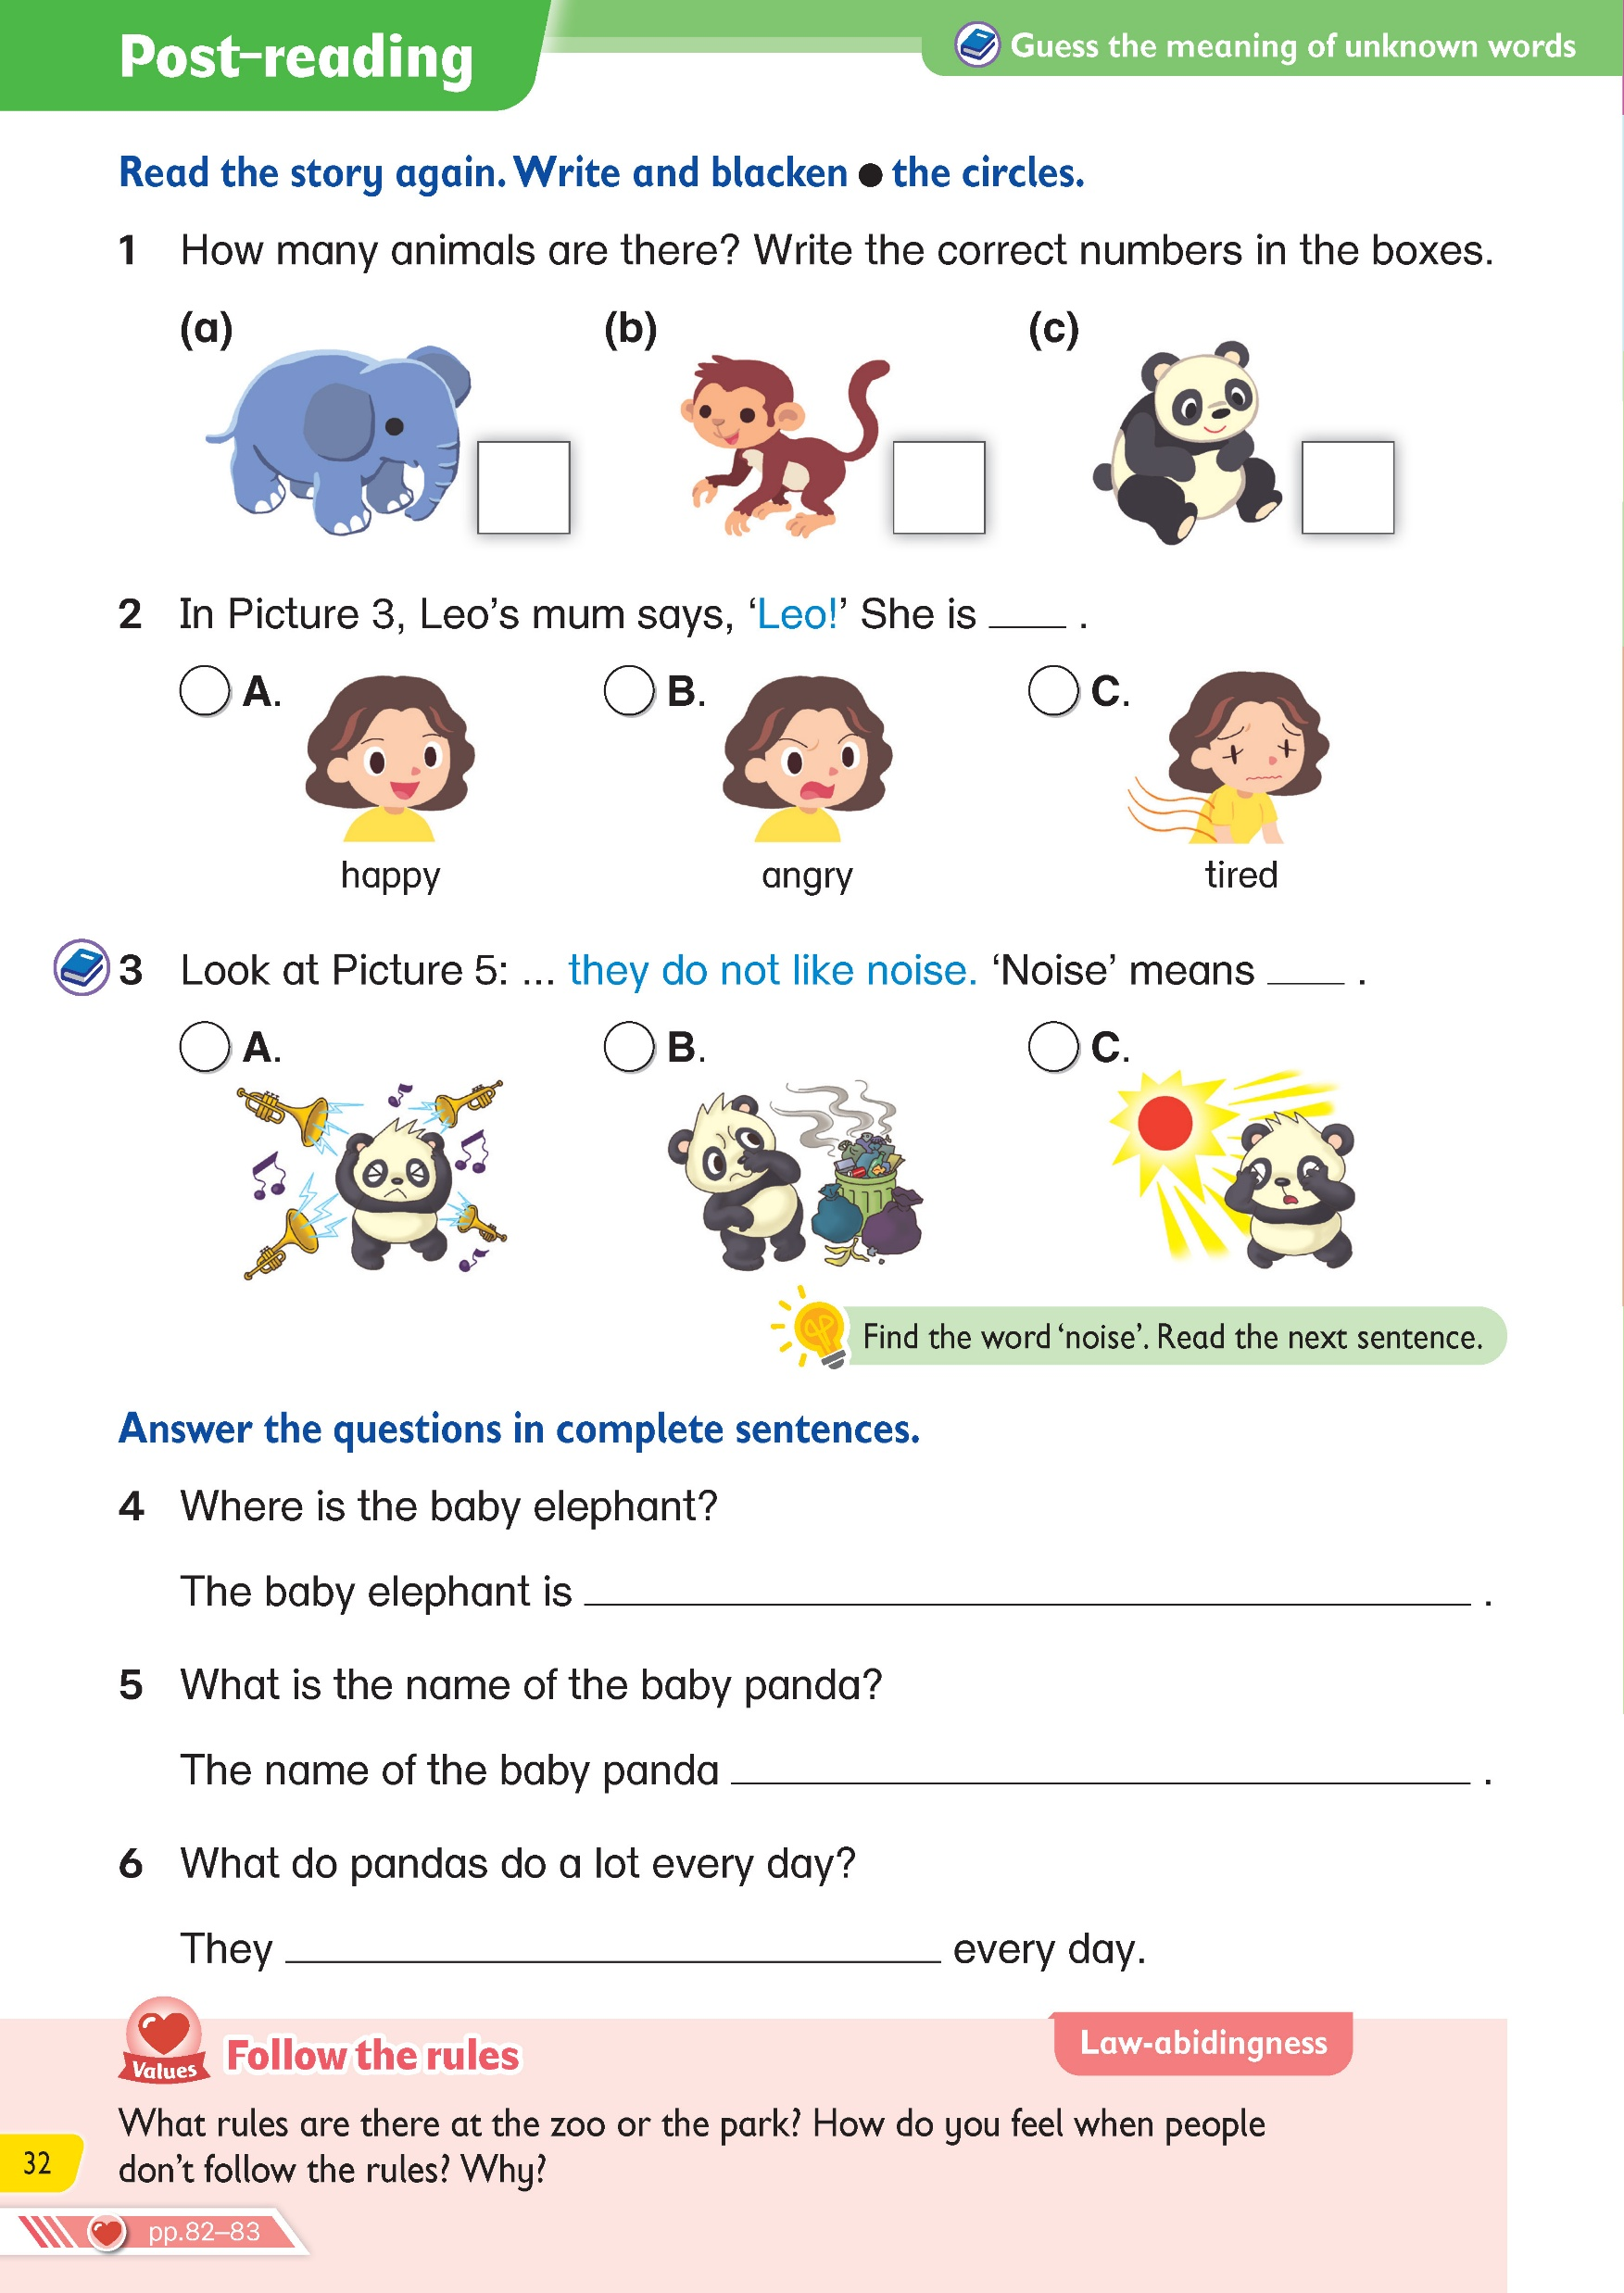 Post-reading
Guess the meaning of unknown words
Read the story again. Write and blacken ● the circles.
1 How many animals are there? Write the correct numbers in the boxes.
(a) (b) (c)
2 In Picture 3, Leo’s mum says, ‘Leo!’ She is ____ .
A. B. C.
happy angry tired
3 Look at Picture 5: ... they do not like noise. ‘Noise’ means ____ .
A. B. C.
Find the word ‘noise’. Read the next sentence.
Answer the questions in complete sentences.
4 Where is the baby elephant?
The baby elephant is ____ .
5 What is the name of the baby panda?
The name of the baby panda ____ .
6 What do pandas do a lot every day?
They ____ every day.
Values
Follow the rules
Law-abidingness
What rules are there at the zoo or the park? How do you feel when people
don’t follow the rules? Why?
32
pp.82–83